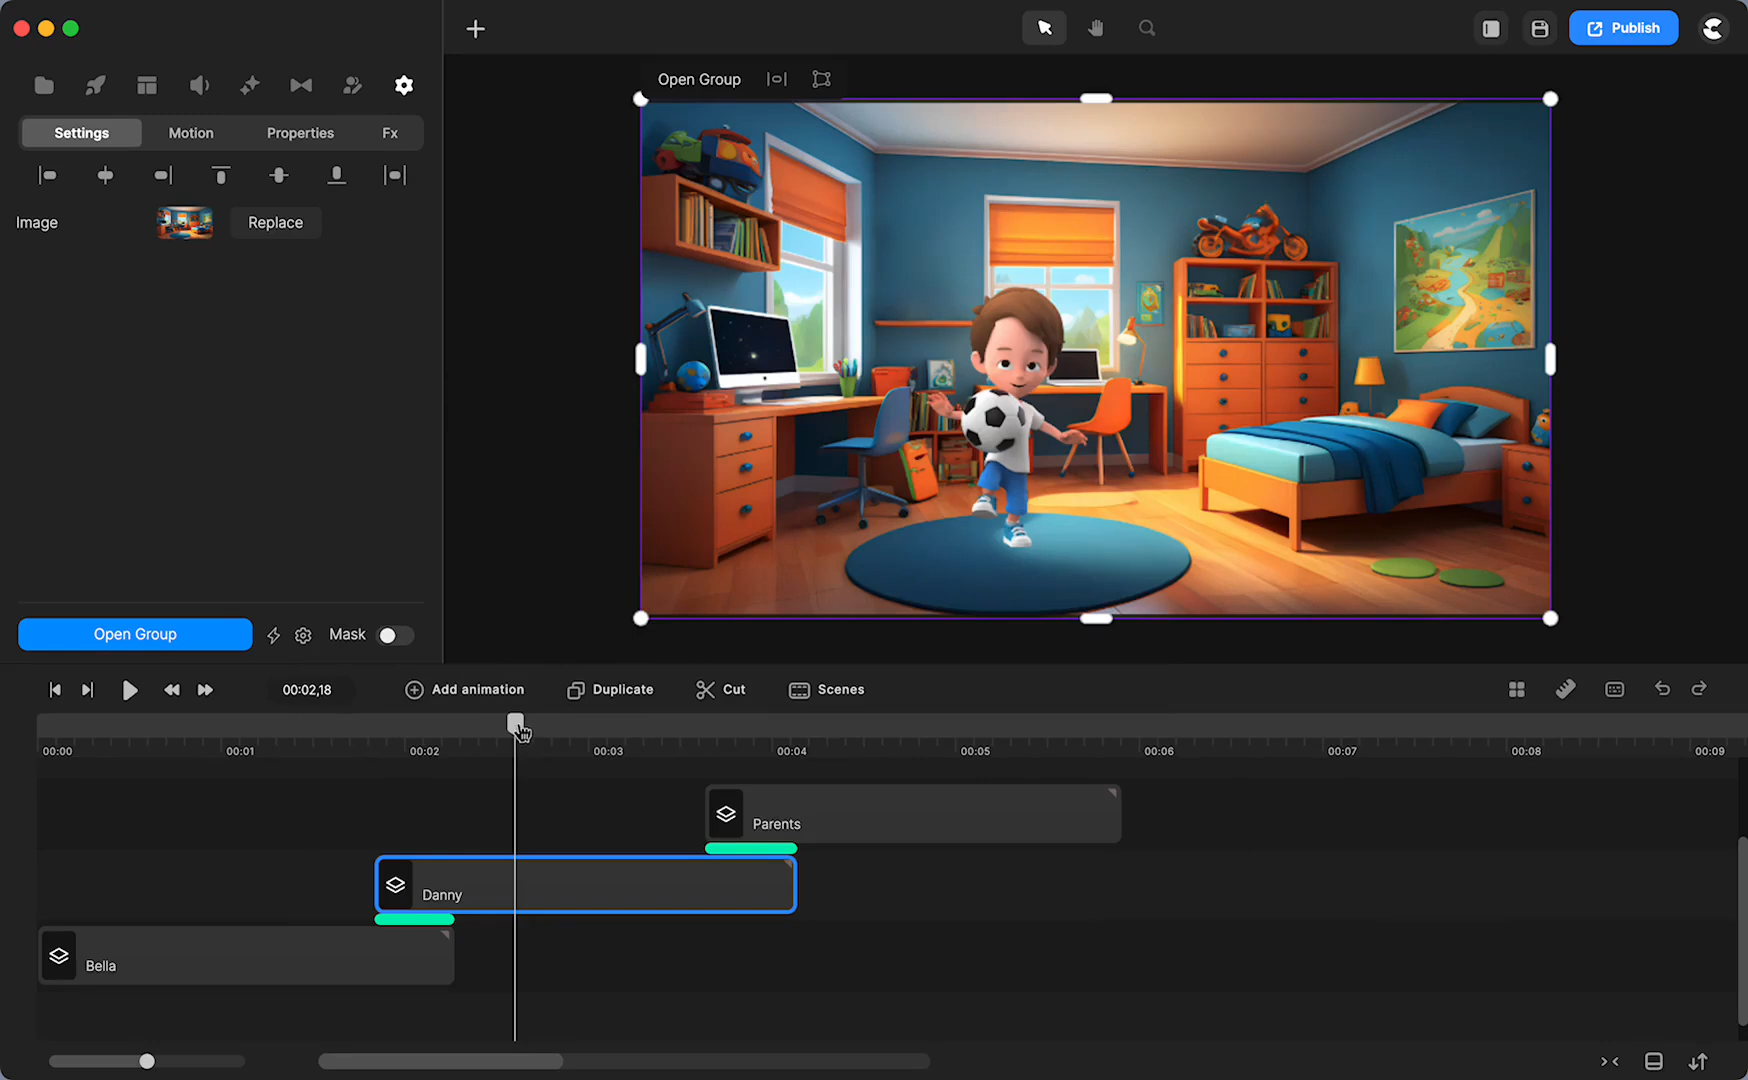 Publish
Open Group
Settings
Motion
Properties
Fx
Image
Replace
Open Group
Mask
00:02,18
Add animation
Duplicate
Cut
Scenes
00:00
00:01
00:02
00:03
00:04
00:05
00:06
00:07
00:08
00:09
Parents
Danny
Bella